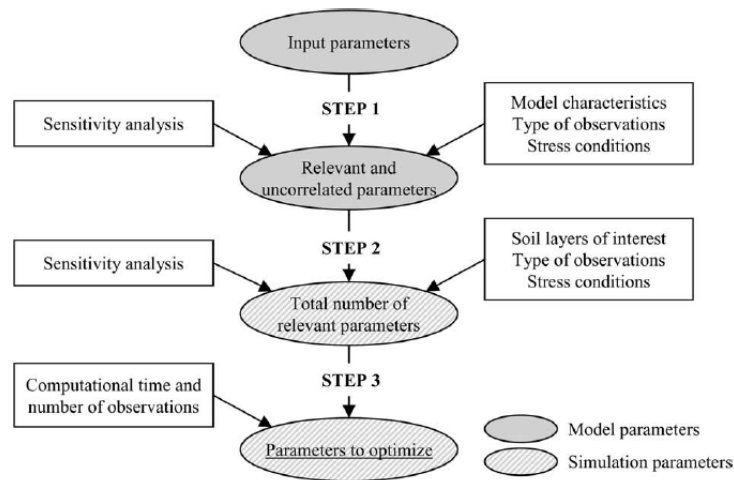 Input parameters
STEP 1
Sensitivity analysis
Model characteristics
Type of observations
Stress conditions
Relevant and
uncorrelated parameters
STEP 2
Sensitivity analysis
Soil layers of interest
Type of observations
Stress conditions
Total number of
relevant parameters
STEP 3
Computational time and
number of observations
Parameters to optimize
Model parameters
Simulation parameters